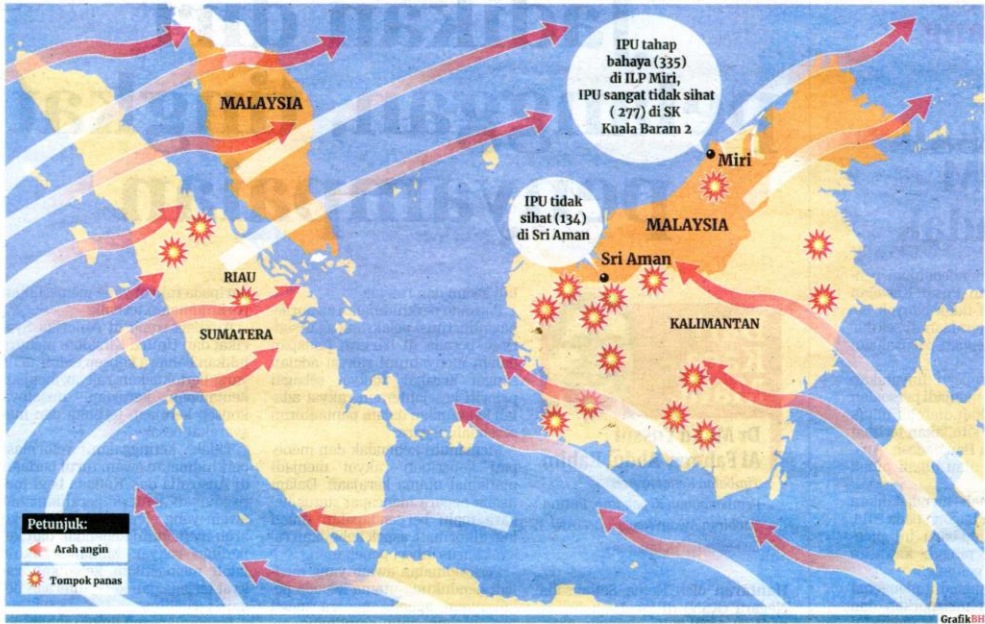 MALAYSIA
IPU tahap
bahaya (335)
di ILP Miri,
IPU sangat tidak sihat
( 277) di SK
Kuala Baram 2
Miri
IPU tidak
sihat (134)
di Sri Aman
MALAYSIA
Sri Aman
RIAU
SUMATERA
KALIMANTAN
Petunjuk:
Arah angin
Tompok panas
GrafikBH